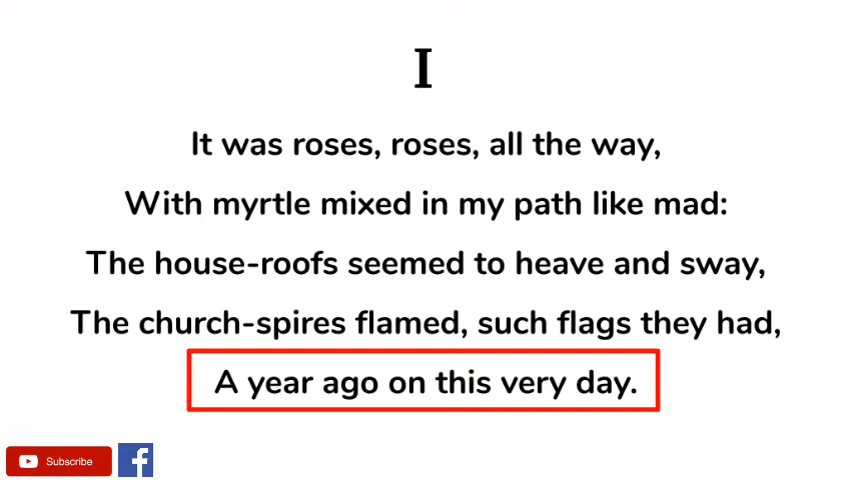 I
It was roses, roses, all the way,
With myrtle mixed in my path like mad:
The house-roofs seemed to heave and sway,
The church-spires flamed, such flags they had,
A year ago on this very day.
Subscribe